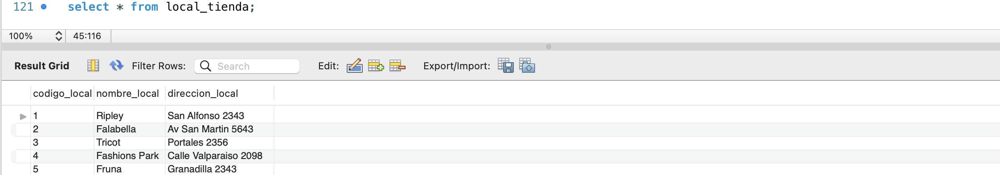 121 select * from local_tienda;
100% 45:116
Result Grid Filter Rows: Search Edit: Export/Import:
codigo_local nombre_local direccion_local
1 Ripley San Alfonso 2343
2 Falabella Av San Martin 5643
3 Tricot Portales 2356
4 Fashions Park Calle Valparaiso 2098
5 Fruna Granadilla 2343